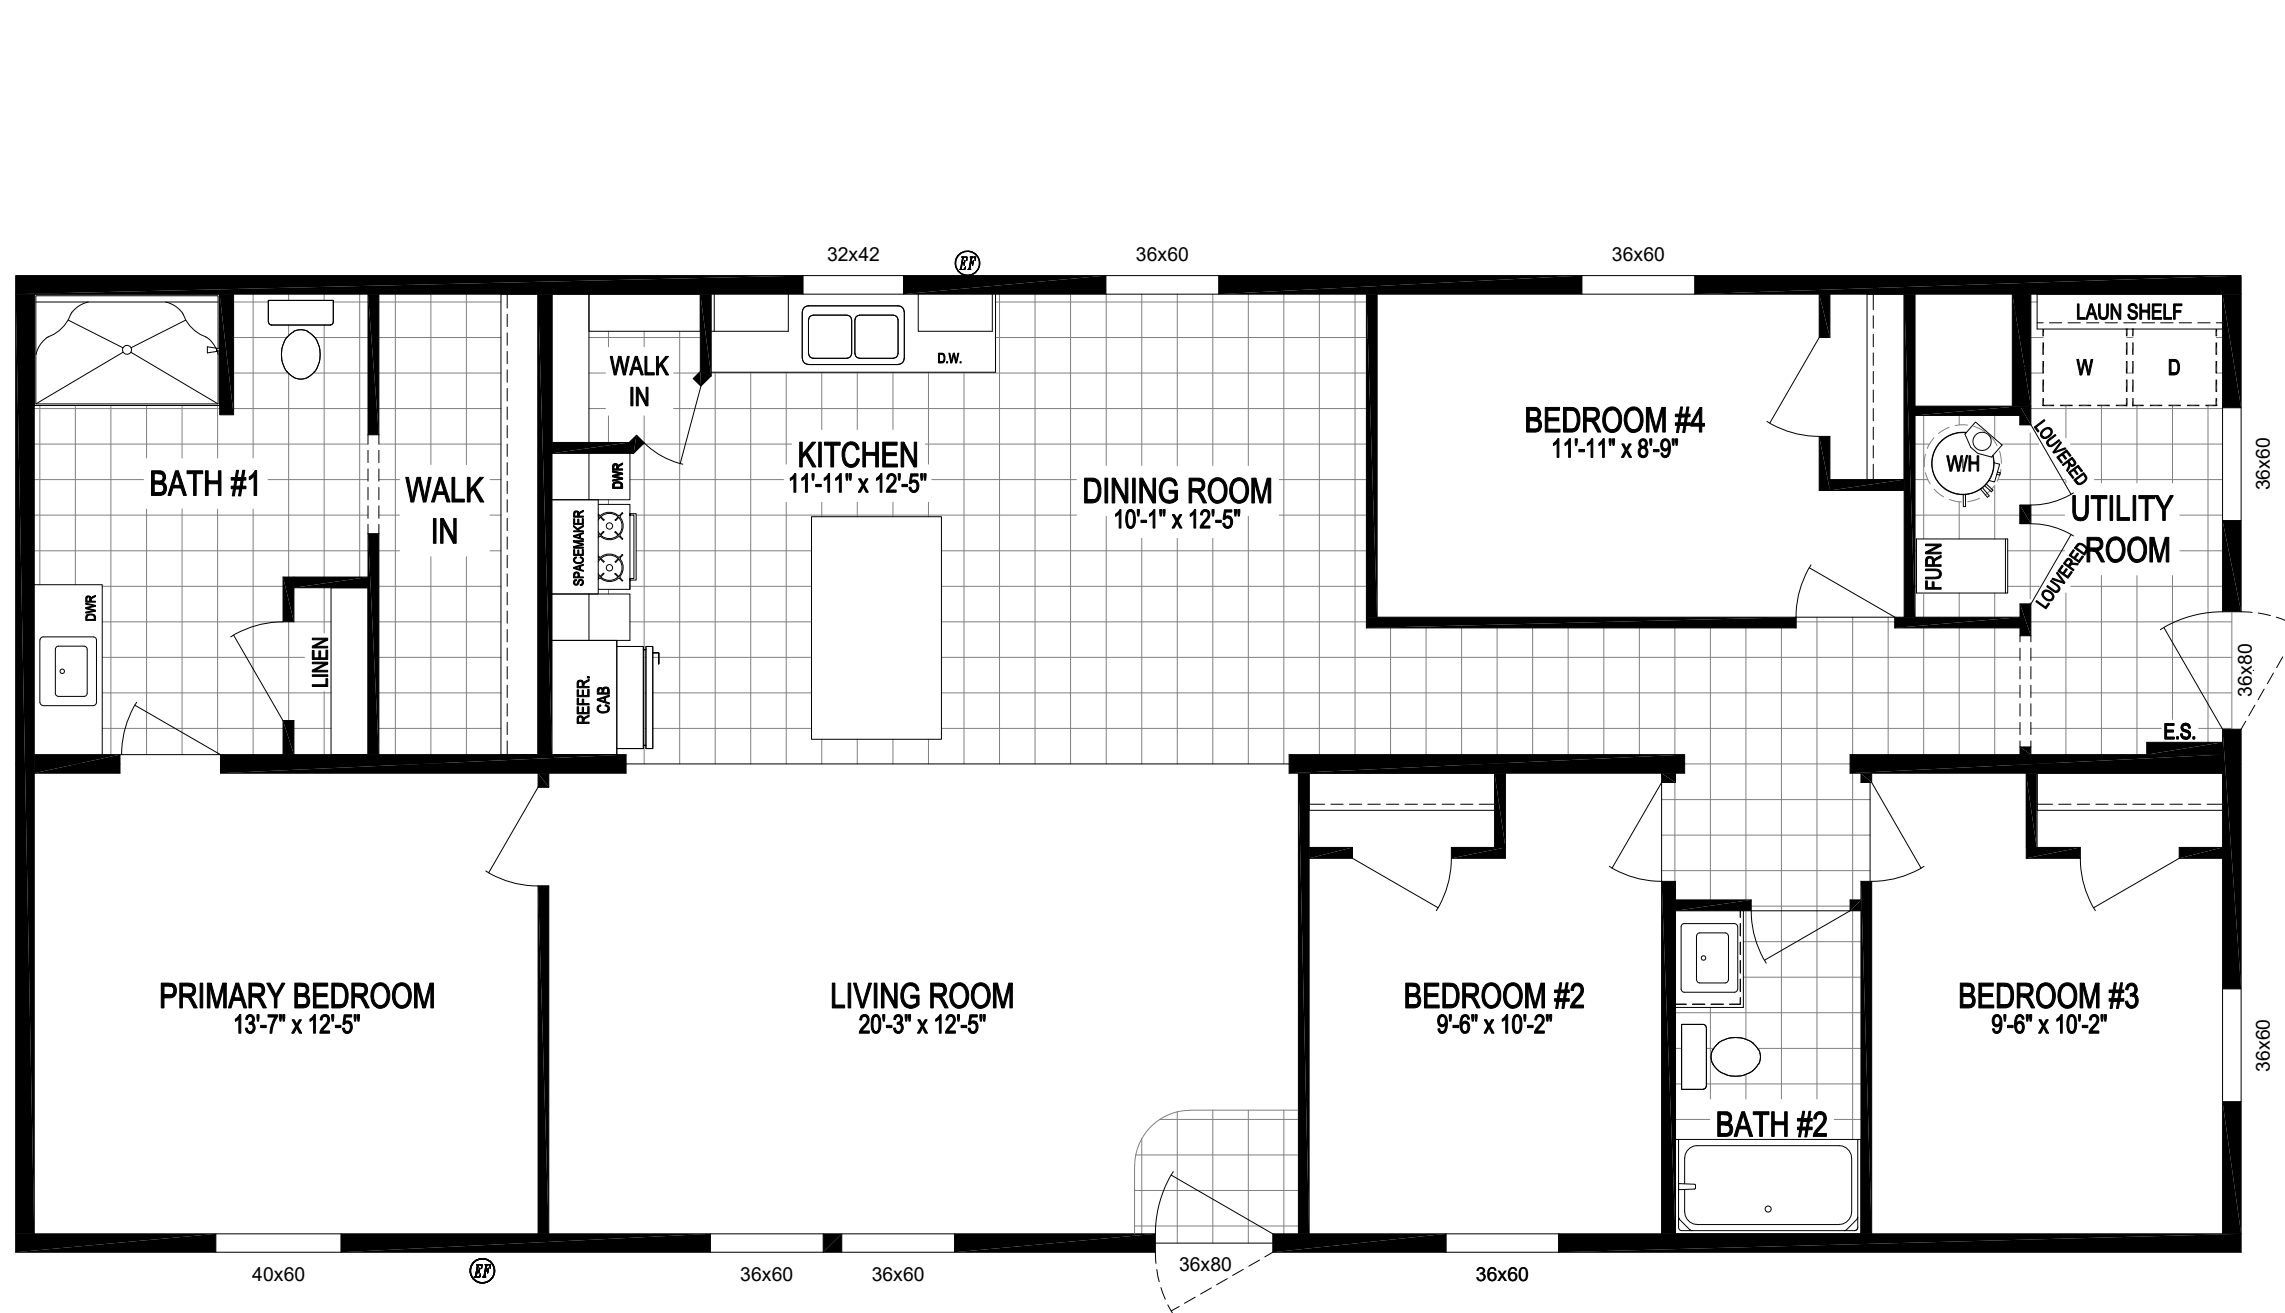 32x42
EF
36x60
36x60
LAUN SHELF
W
D
WALK
IN
D.W.
BEDROOM #4
11'-11" x 8'-9"
LOUVERED
36x60
KITCHEN
11'-11" x 12'-5"
W/H
DWR
BATH #1
WALK
IN
DINING ROOM
10'-1" x 12'-5"
UTILITY
ROOM
SPACEMAKER
FURN
LOUVERED
DWR
LINEN
REFER.
CAB
36x80
E.S.
PRIMARY BEDROOM
13'-7" x 12'-5"
LIVING ROOM
20'-3" x 12'-5"
BEDROOM #2
9'-6" x 10'-2"
BEDROOM #3
9'-6" x 10'-2"
36x60
BATH #2
40x60
EF
36x60
36x60
36x80
36x60